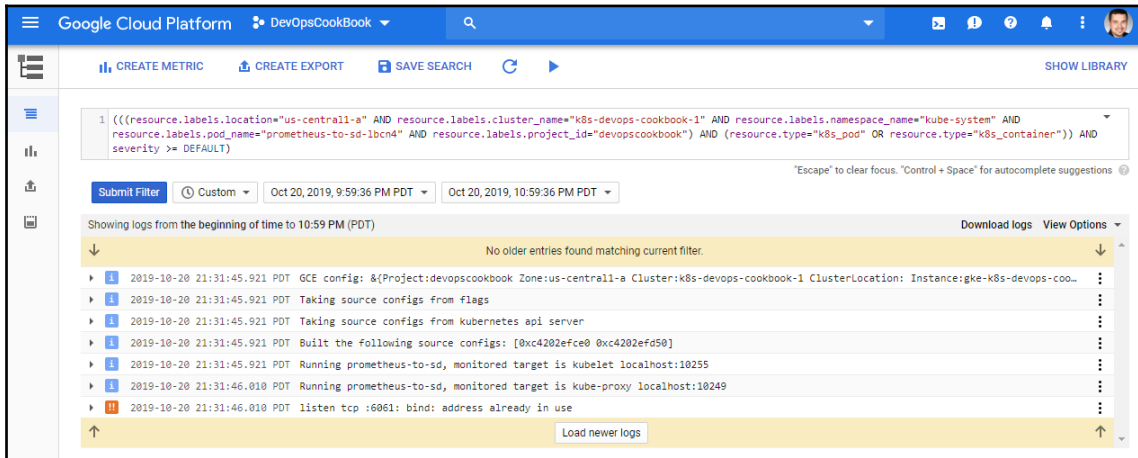 Google Cloud Platform DevOpsCookBook
CREATE METRIC CREATE EXPORT SAVE SEARCH SHOW LIBRARY
1 (((resource.labels.location="us-central1-a" AND resource.labels.cluster_name="k8s-devops-cookbook-1" AND resource.labels.namespace_name="kube-system" AND
resource.labels.pod_name="prometheus-to-sd-lbcn4" AND resource.labels.project_id="devopscookbook") AND (resource.type="k8s_pod" OR resource.type="k8s_container")) AND
severity >= DEFAULT)
"Escape" to clear focus. "Control + Space" for autocomplete suggestions
Submit Filter Custom Oct 20, 2019, 9:59:36 PM PDT Oct 20, 2019, 10:59:36 PM PDT
Showing logs from the beginning of time to 10:59 PM (PDT) Download logs View Options
No older entries found matching current filter.
2019-10-20 21:31:45.921 PDT GCE config: &{Project:devopscookbook Zone:us-central1-a Cluster:k8s-devops-cookbook-1 ClusterLocation: Instance:gke-k8s-devops-coo…
2019-10-20 21:31:45.921 PDT Taking source configs from flags
2019-10-20 21:31:45.921 PDT Taking source configs from kubernetes api server
2019-10-20 21:31:45.921 PDT Built the following source configs: [0xc4202efce0 0xc4202efd50]
2019-10-20 21:31:45.921 PDT Running prometheus-to-sd, monitored target is kubelet localhost:10255
2019-10-20 21:31:46.010 PDT Running prometheus-to-sd, monitored target is kube-proxy localhost:10249
!! 2019-10-20 21:31:46.010 PDT listen tcp :6061: bind: address already in use
Load newer logs